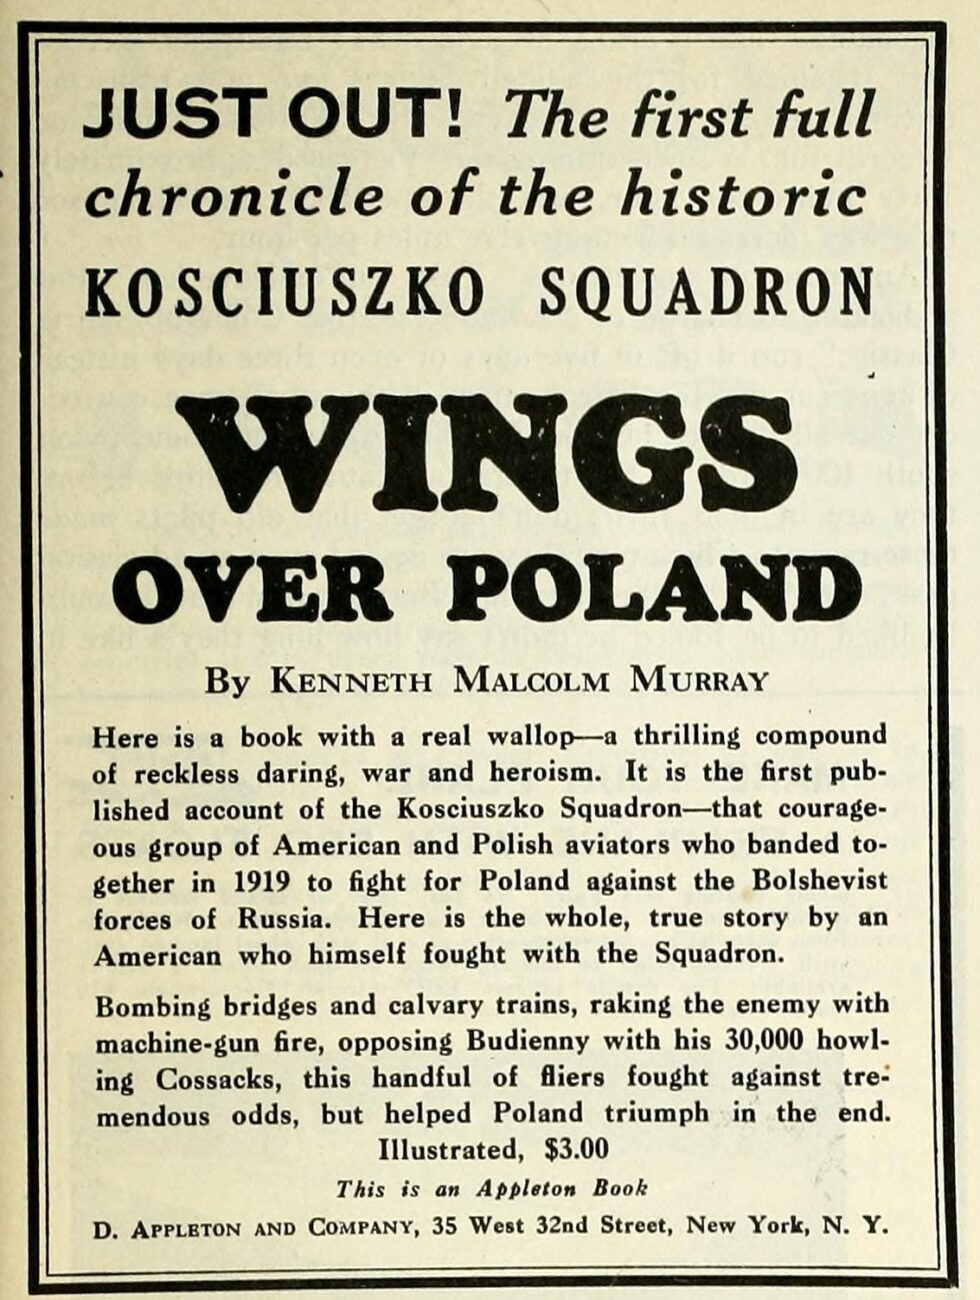 JUST OUT! The first full
chronicle of the historic
KOSCIUSZKO SQUADRON
WINGS
OVER POLAND
By KENNETH MALCOLM MURRAY
Here is a book with a real wallop—a thrilling compound
of reckless daring, war and heroism. It is the first pub-
lished account of the Kosciuszko Squadron—that courage-
ous group of American and Polish aviators who banded to-
gether in 1919 to fight for Poland against the Bolshevist
forces of Russia. Here is the whole, true story by an
American who himself fought with the Squadron.
Bombing bridges and calvary trains, raking the enemy with
machine-gun fire, opposing Budienny with his 30,000 howl-
ing Cossacks, this handful of fliers fought against tre-
mendous odds, but helped Poland triumph in the end.
Illustrated, $3.00
This is an Appleton Book
D. APPLETON AND COMPANY, 35 West 32nd Street, New York, N. Y.